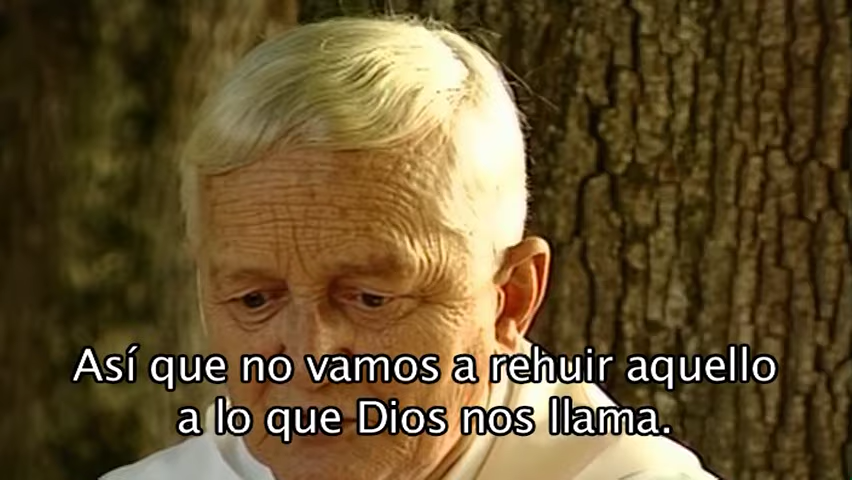 Así que no vamos a rehuir aquello
a lo que Dios nos llama.